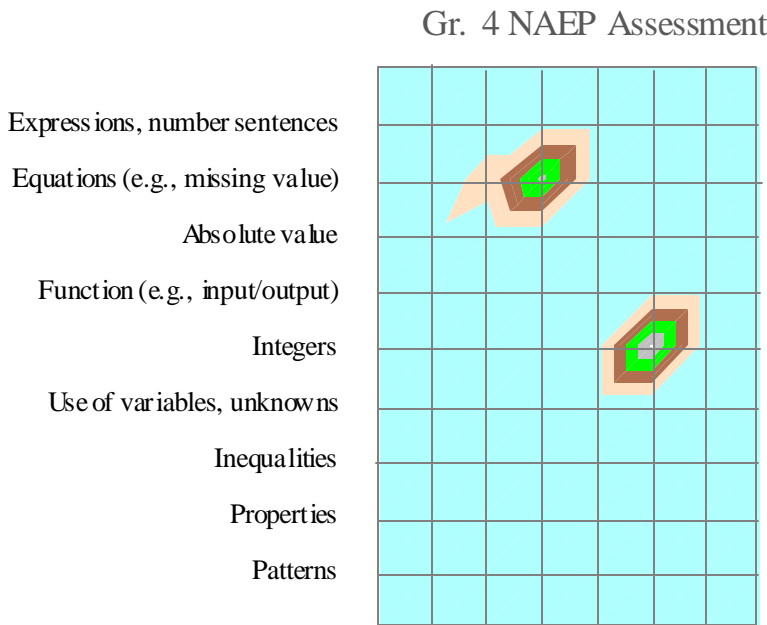 Gr. 4 NAEP Assessment
Expressions, number sentences
Equations (e.g., missing value)
Absolute value
Function (e.g., input/output)
Integers
Use of variables, unknowns
Inequalities
Properties
Patterns